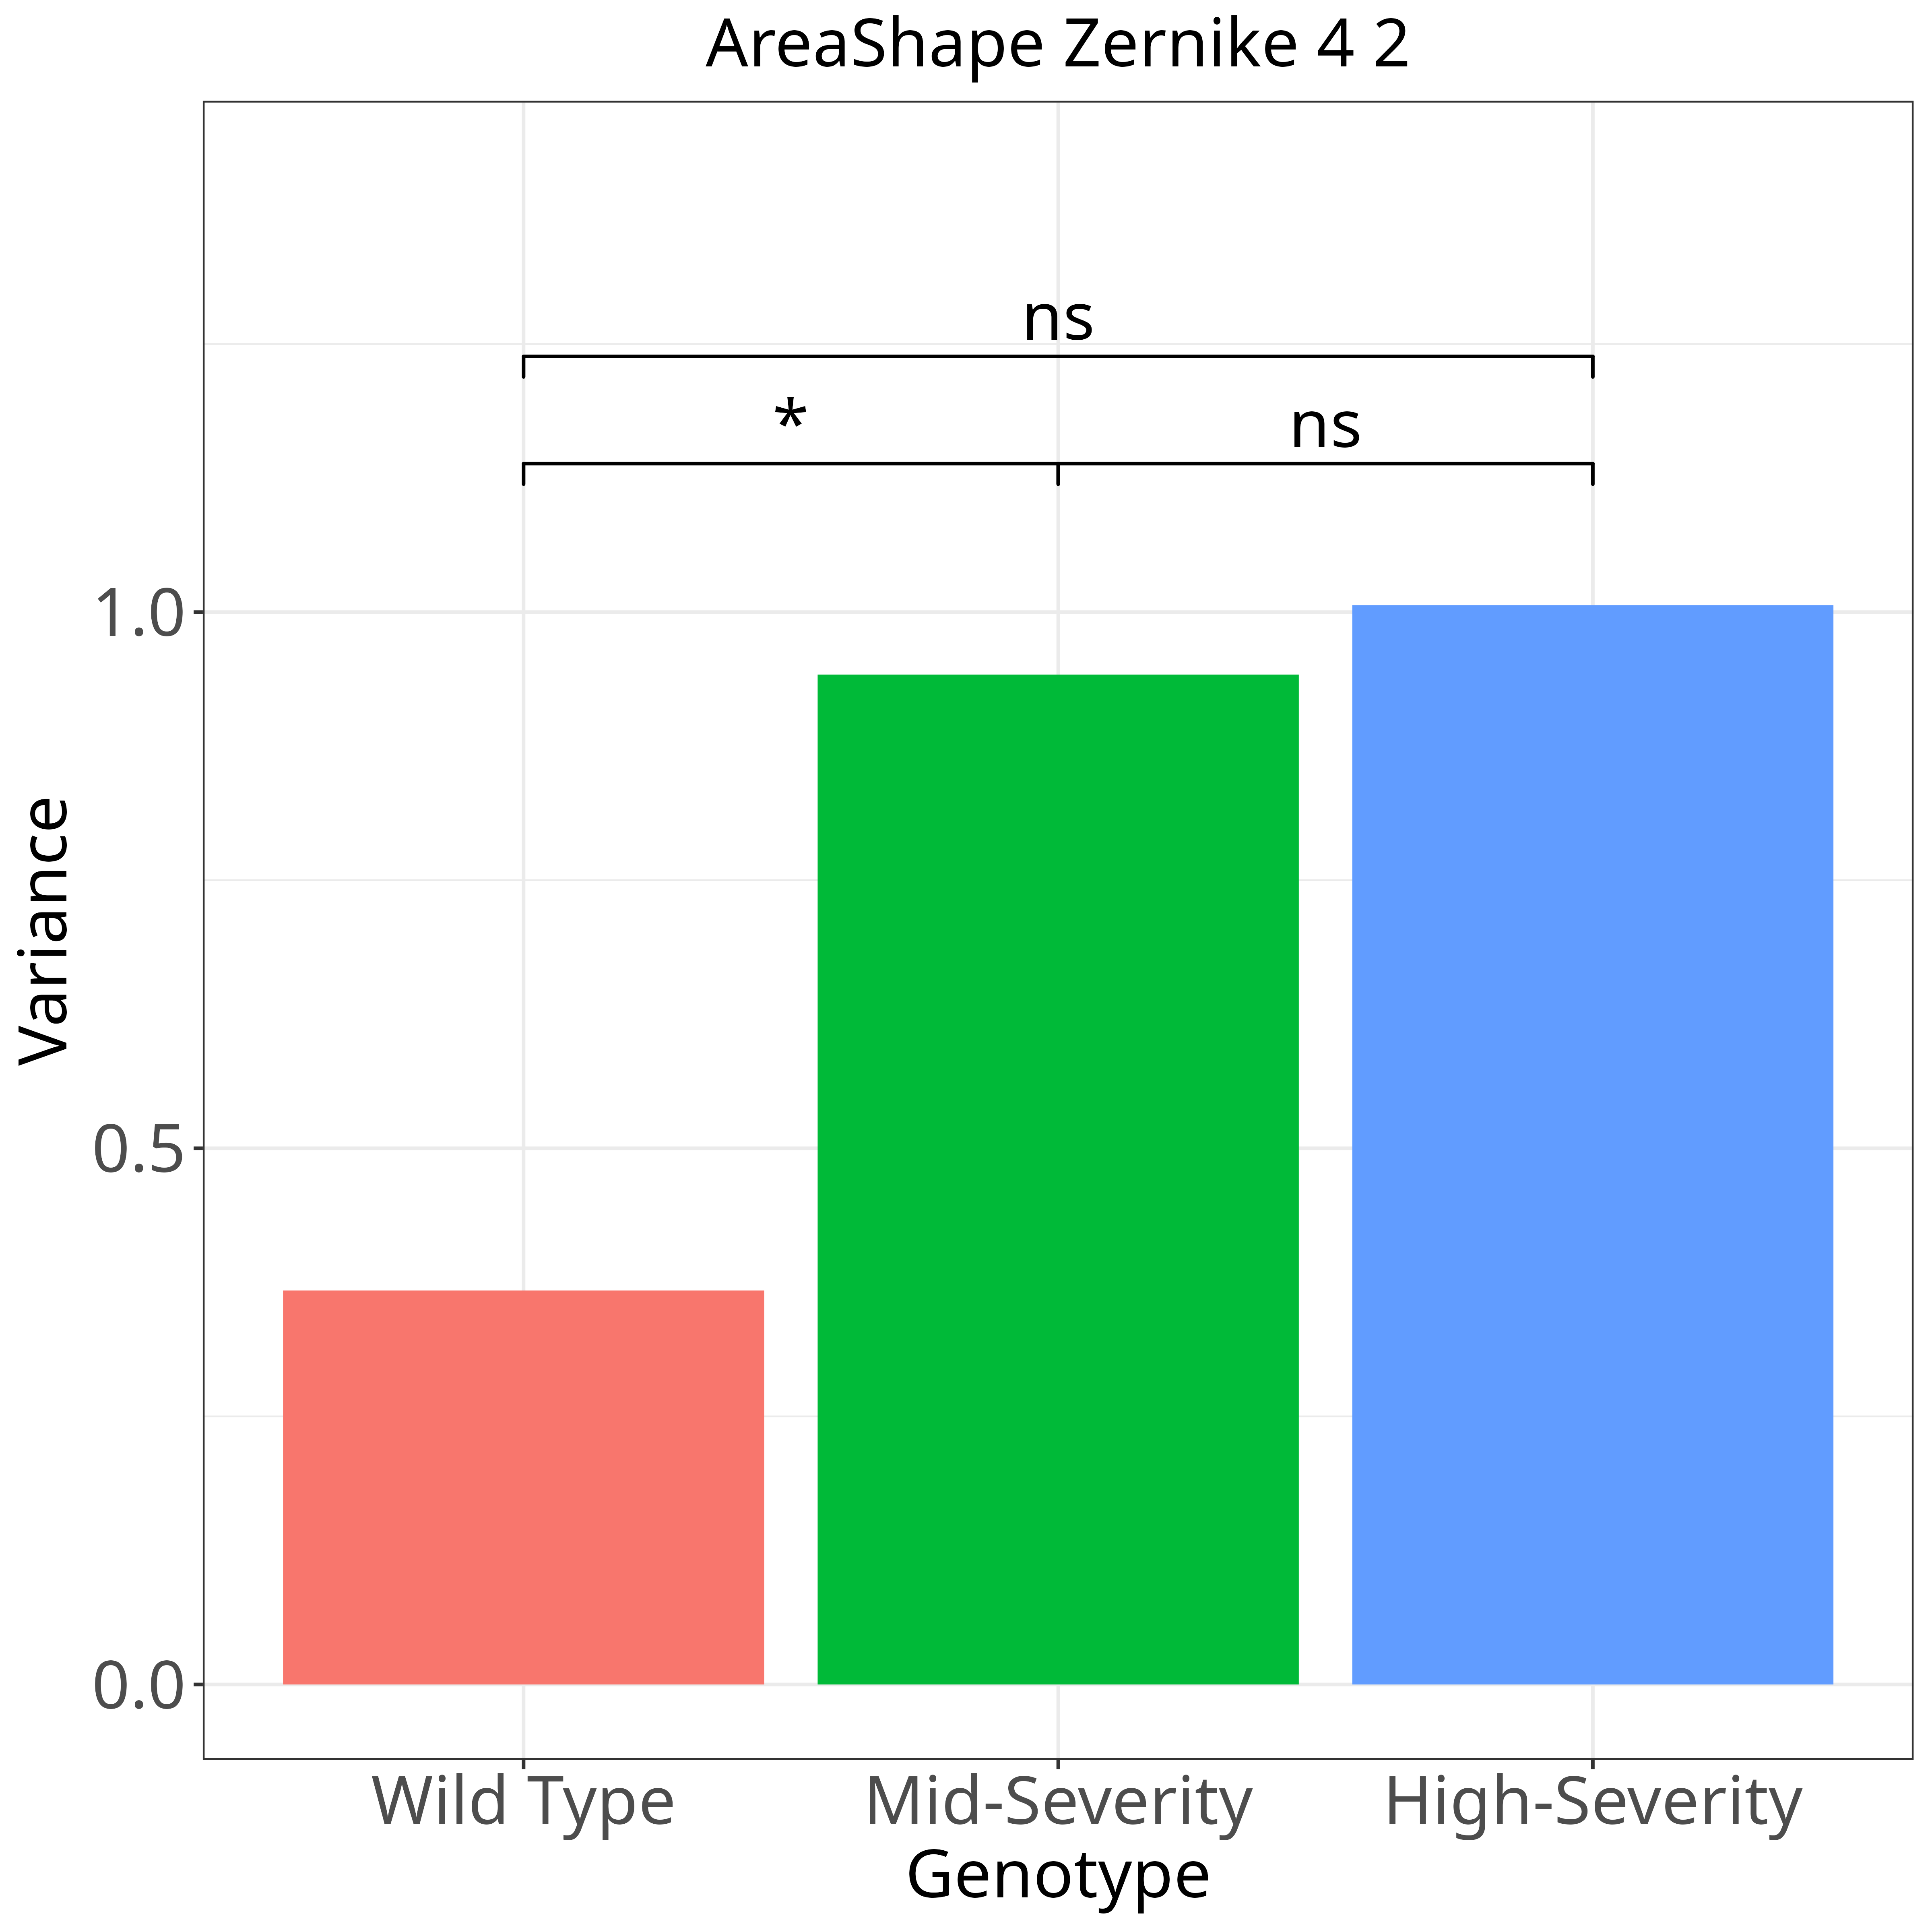 AreaShape Zernike 4 2
ns
*
ns
1.0
0.5
0.0
Variance
Wild Type
Mid-Severity
High-Severity
Genotype